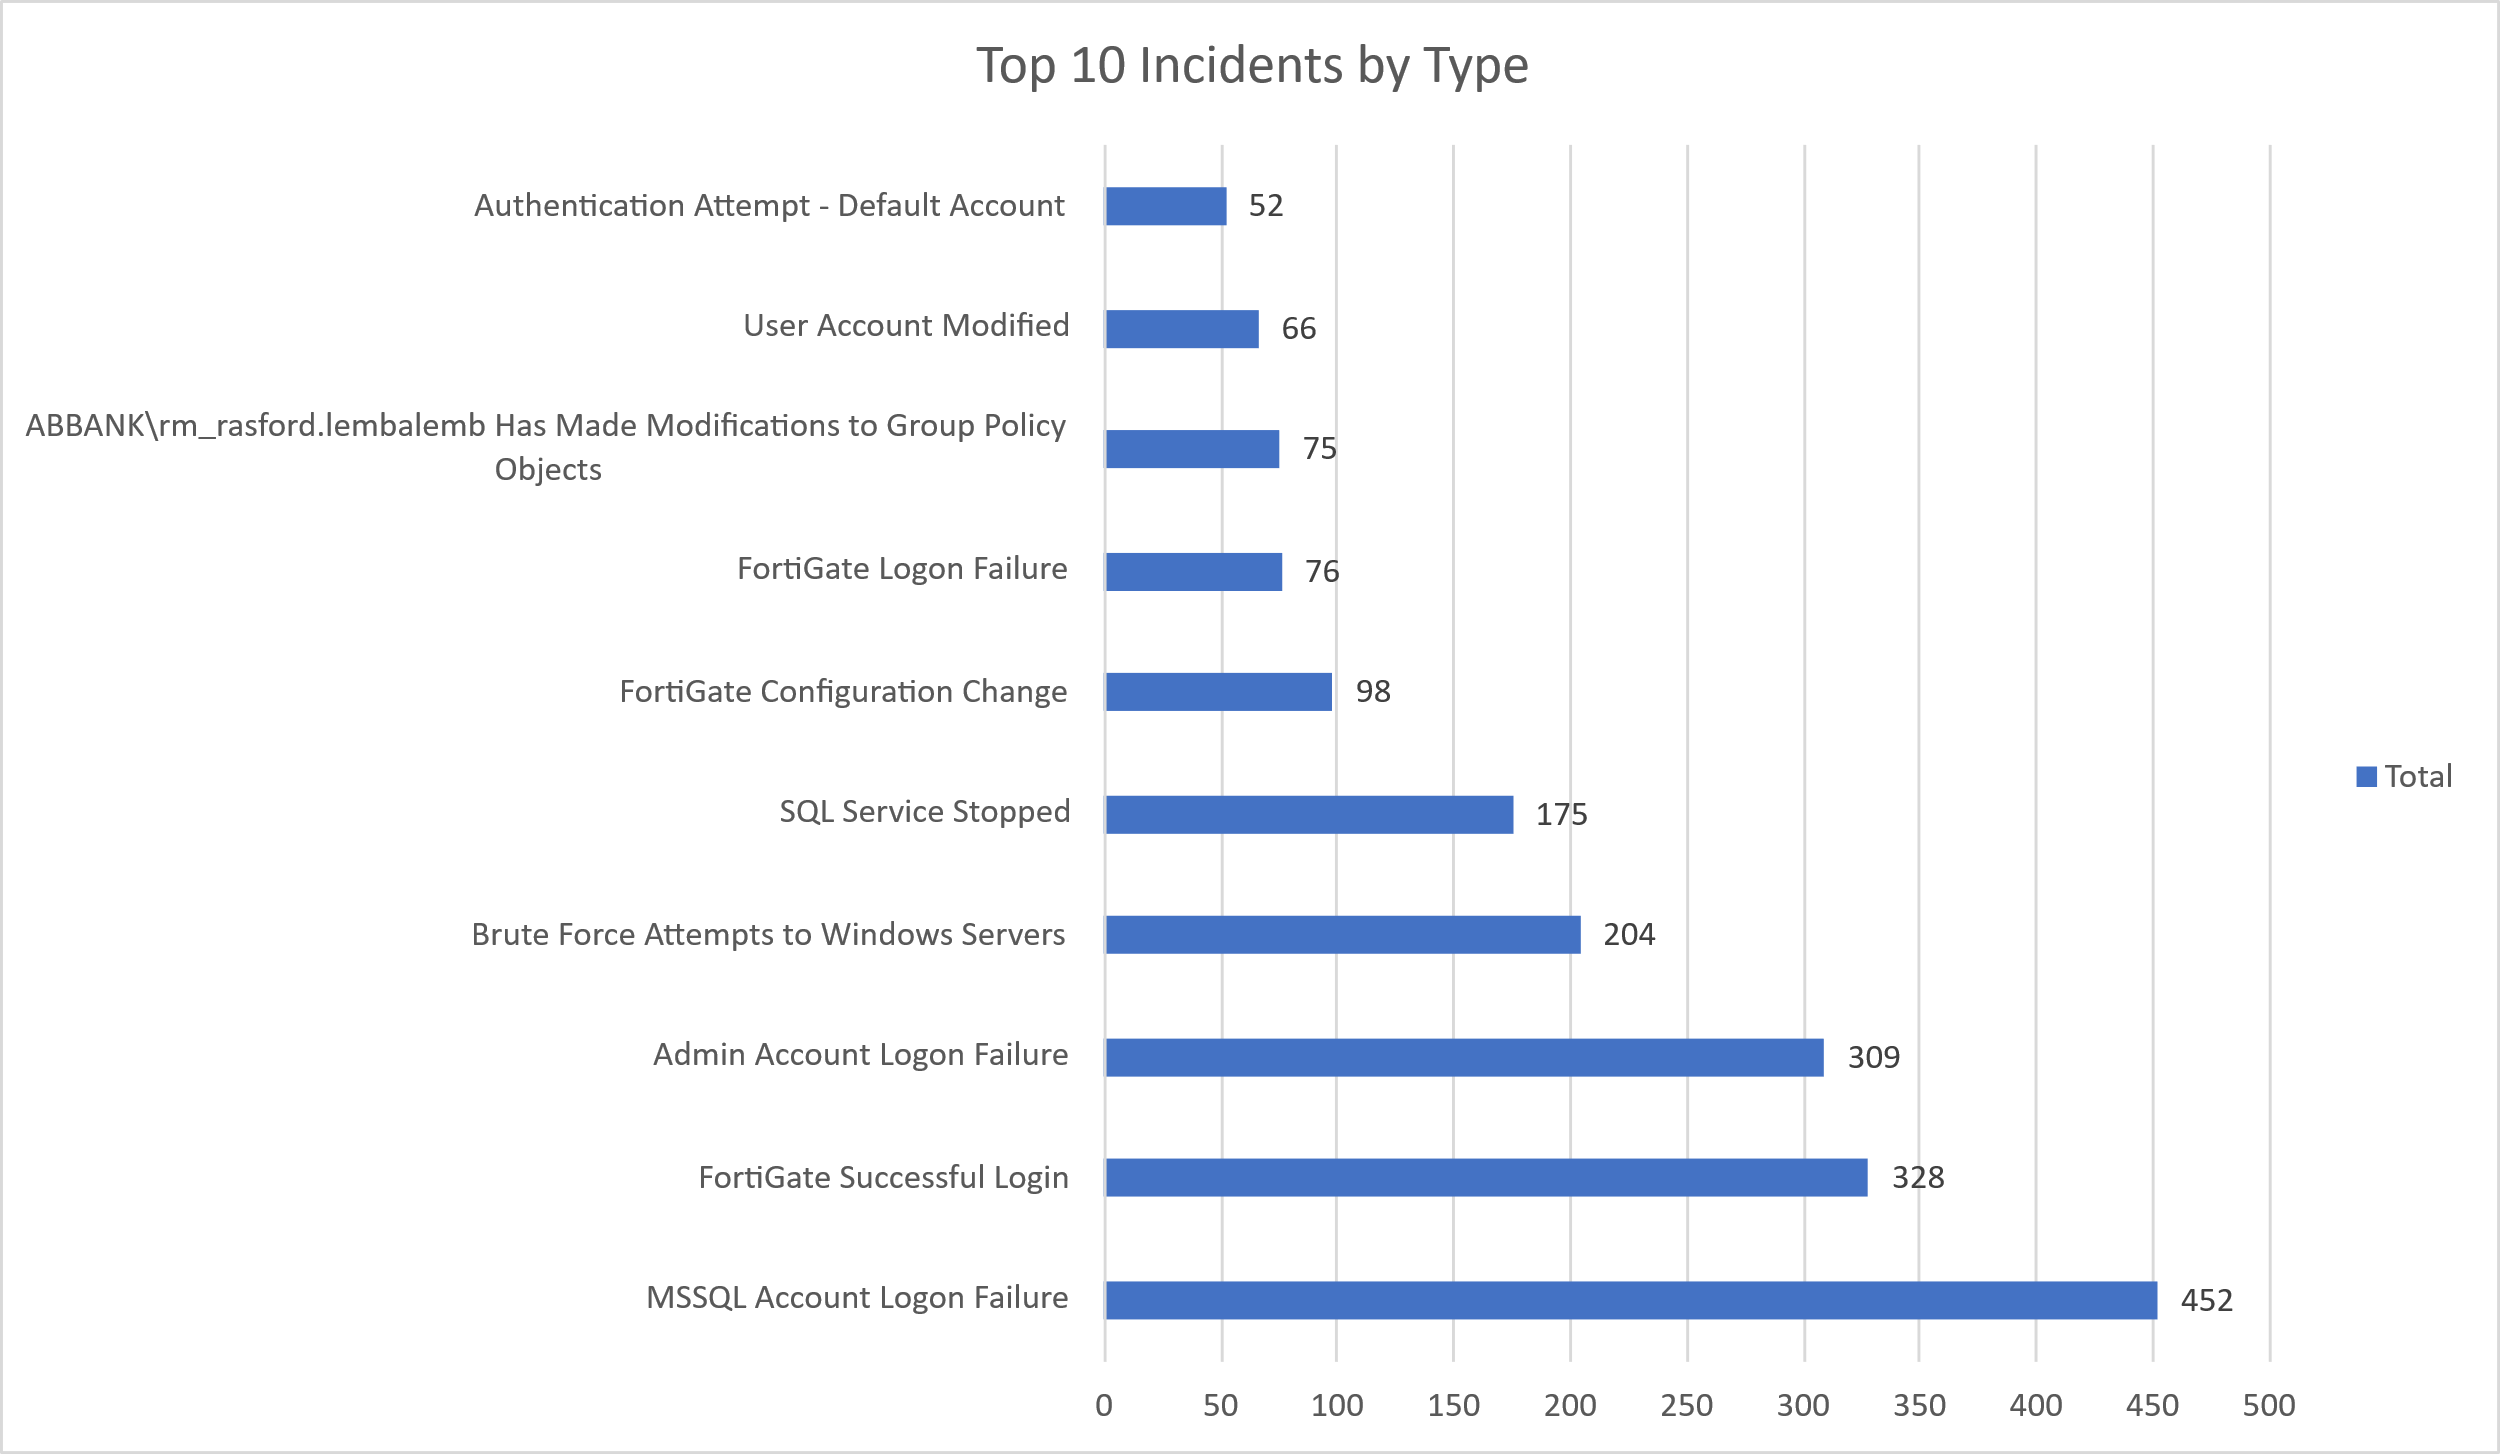 Top 10 Incidents by Type
Authentication Attempt - Default Account
52
User Account Modified
66
ABBANK\rm_rasford.lembalemb Has Made Modifications to Group Policy
Objects
75
FortiGate Logon Failure
76
FortiGate Configuration Change
98
SQL Service Stopped
175
Brute Force Attempts to Windows Servers
204
Admin Account Logon Failure
309
FortiGate Successful Login
328
MSSQL Account Logon Failure
452
0 50 100 150 200 250 300 350 400 450 500
Total